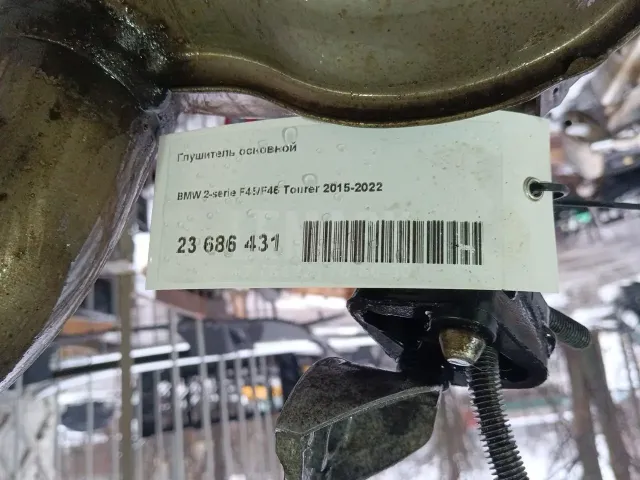 Глушитель основной
BMW 2-serie F45/F46 Tourer 2015-2022
23 686 431